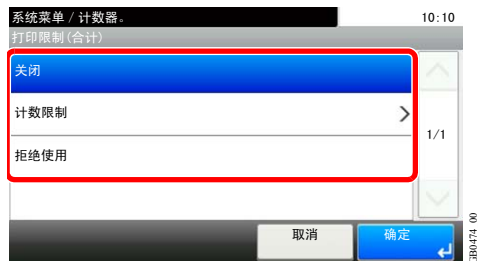 系统菜单 / 计数器。
10:10
打印限制(合计)
关闭
计数限制
1/1
拒绝使用
取消
确定
GB0474_00